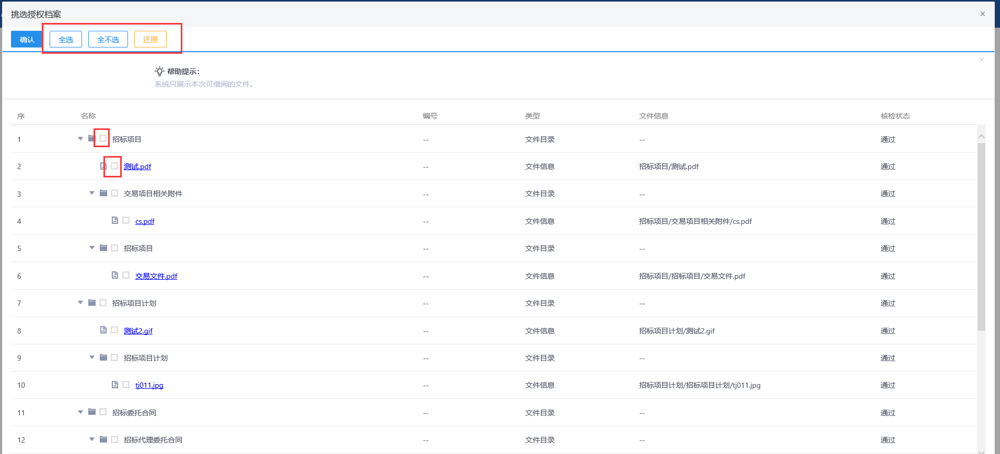 挑选授权档案
确认 全选 全不选 还原
帮助提示：
系统只展示本次可借阅的文件。
序 名称 编号 类型 文件信息 核检状态
1 招标项目 -- 文件目录 -- 通过
2 测试.pdf -- 文件信息 招标项目/测试.pdf 通过
3 交易项目相关附件 -- 文件目录 -- 通过
4 cs.pdf -- 文件信息 招标项目/交易项目相关附件/cs.pdf 通过
5 招标项目 -- 文件目录 -- 通过
6 交易文件.pdf -- 文件信息 招标项目/招标项目/交易文件.pdf 通过
7 招标项目计划 -- 文件目录 -- 通过
8 测试2.gif -- 文件信息 招标项目计划/测试2.gif 通过
9 招标项目计划 -- 文件目录 -- 通过
10 tj011.jpg -- 文件信息 招标项目计划/招标项目计划/tj011.jpg 通过
11 招标委托合同 -- 文件目录 -- 通过
12 招标代理委托合同 -- 文件目录 -- 通过